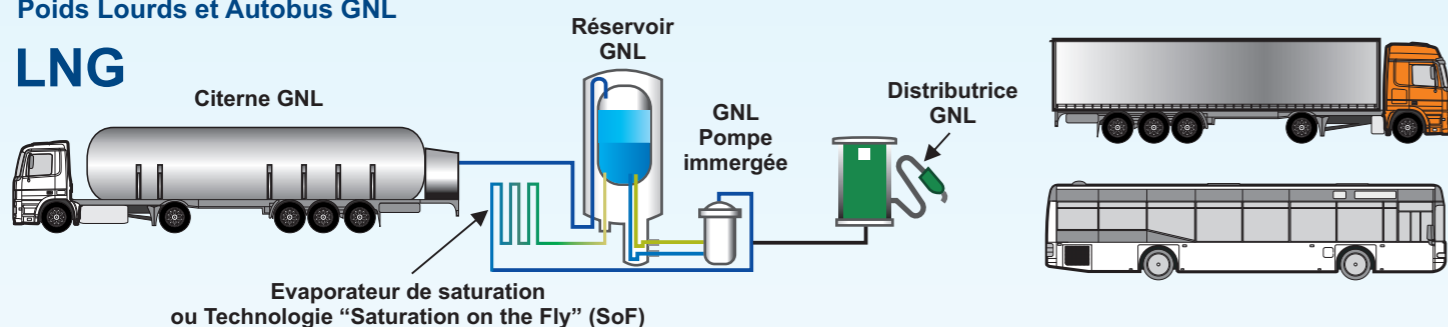 Poids Lourds et Autobus GNL
LNG
Citerne GNL
Réservoir
GNL
GNL
Pompe
immergée
Distributrice
GNL
Evaporateur de saturation
ou Technologie “Saturation on the Fly” (SoF)